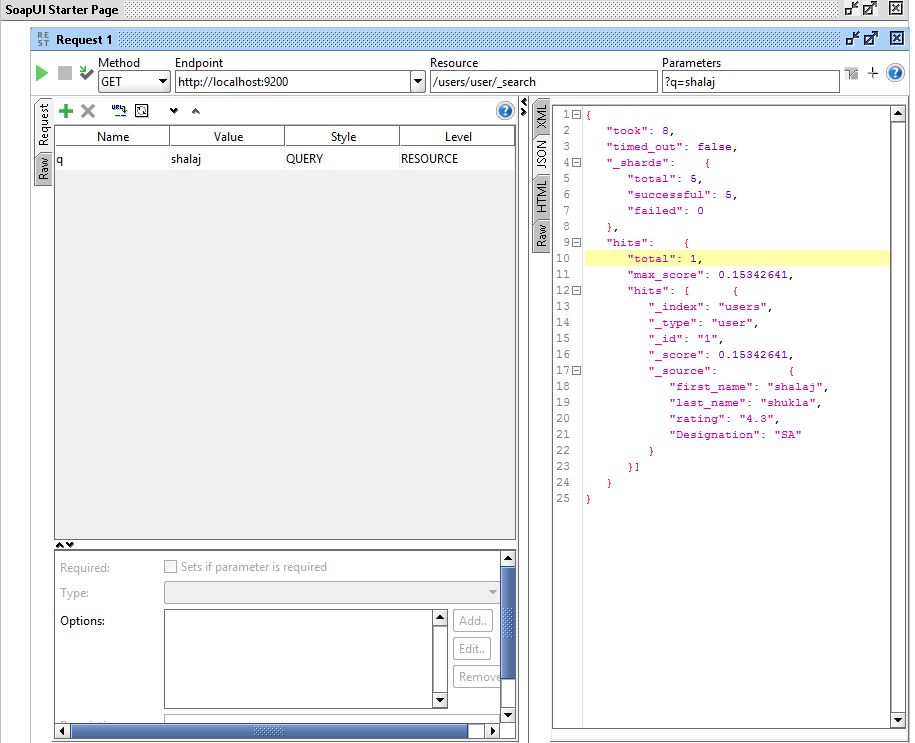 SoapUI Starter Page
RE ST Request 1
Method Endpoint Resource Parameters
GET http://localhost:9200 /users/user/_search ?q=shalaj
Request
Raw
Name Value Style Level
q shalaj QUERY RESOURCE
Required: Sets if parameter is required
Type:
Options:
Add..
Edit..
Remove
XML
JSON
HTML
Raw
1 {
2 "took": 8,
3 "timed_out": false,
4 "_shards": {
5 "total": 5,
6 "successful": 5,
7 "failed": 0
8 },
9 "hits": {
10 "total": 1,
11 "max_score": 0.15342641,
12 "hits": [ {
13 "_index": "users",
14 "_type": "user",
15 "_id": "1",
16 "_score": 0.15342641,
17 "_source": {
18 "first_name": "shalaj",
19 "last_name": "shukla",
20 "rating": "4.3",
21 "Designation": "SA"
22 }
23 }]
24 }
25 }